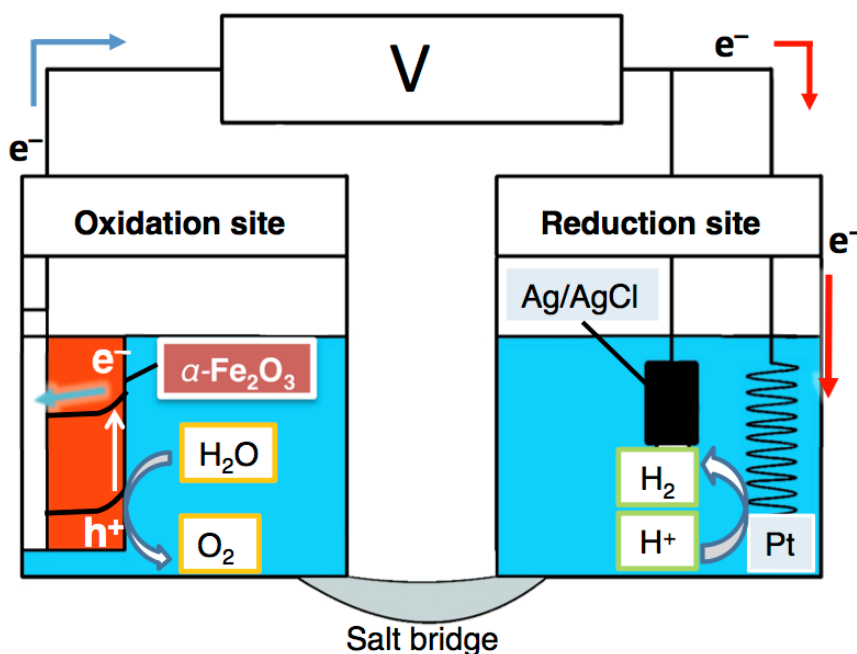 e⁻
V
e⁻
Oxidation site
Reduction site
e⁻
Ag/AgCl
e⁻
α-Fe₂O₃
H₂O
h⁺
O₂
H₂
H⁺
Pt
Salt bridge